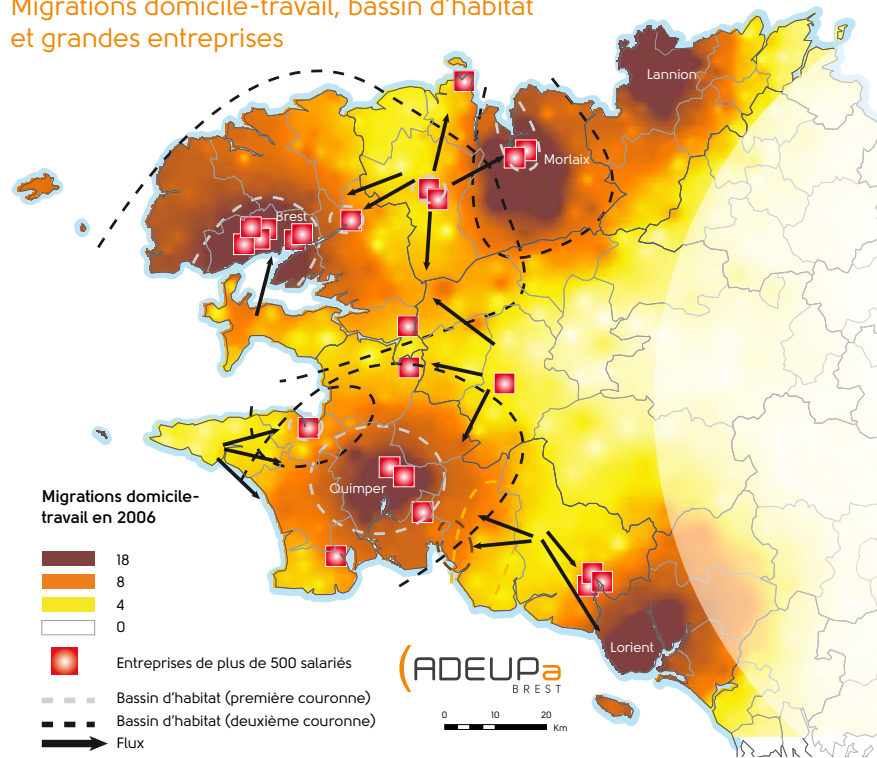 Migrations domicile-travail, bassin d'habitat
et grandes entreprises
Lannion
Morlaix
Brest
Quimper
Lorient
Migrations domicile-
travail en 2006
18
8
4
0
Entreprises de plus de 500 salariés
Bassin d'habitat (première couronne)
Bassin d'habitat (deuxième couronne)
Flux
(ADEUPa
BREST
0 10 20
Km